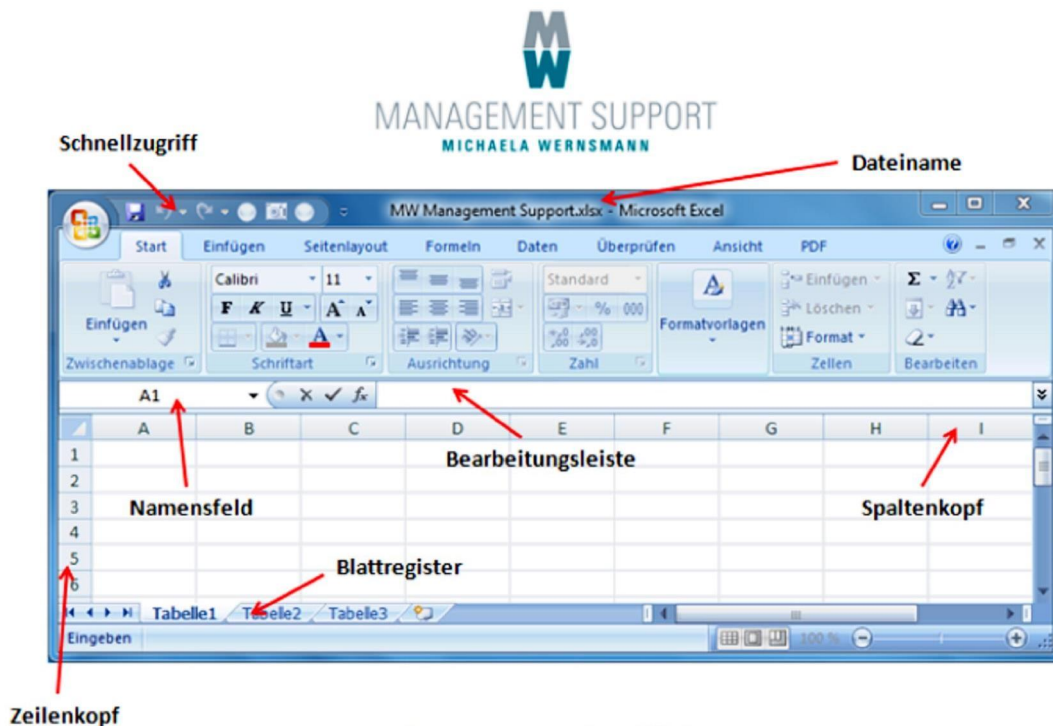 MW
MANAGEMENT SUPPORT
MICHAELA WERNSMANN
Schnellzugriff
Dateiname
MW Management Support.xlsx - Microsoft Excel
Start Einfügen Seitenlayout Formeln Daten Überprüfen Ansicht PDF
Calibri 11 Standard Einfügen Σ
F K U A A % 000 Löschen
Einfügen Formatvorlagen
A Format
Zwischenablage Schriftart Ausrichtung Zahl Zellen Bearbeiten
A1 fx
A B C D E F G H I
1
Bearbeitungsleiste
2
3
Namensfeld Spaltenkopf
4
5
Blattregister
6
Tabelle1 Tabelle2 Tabelle3
Eingeben 100 %
Zeilenkopf